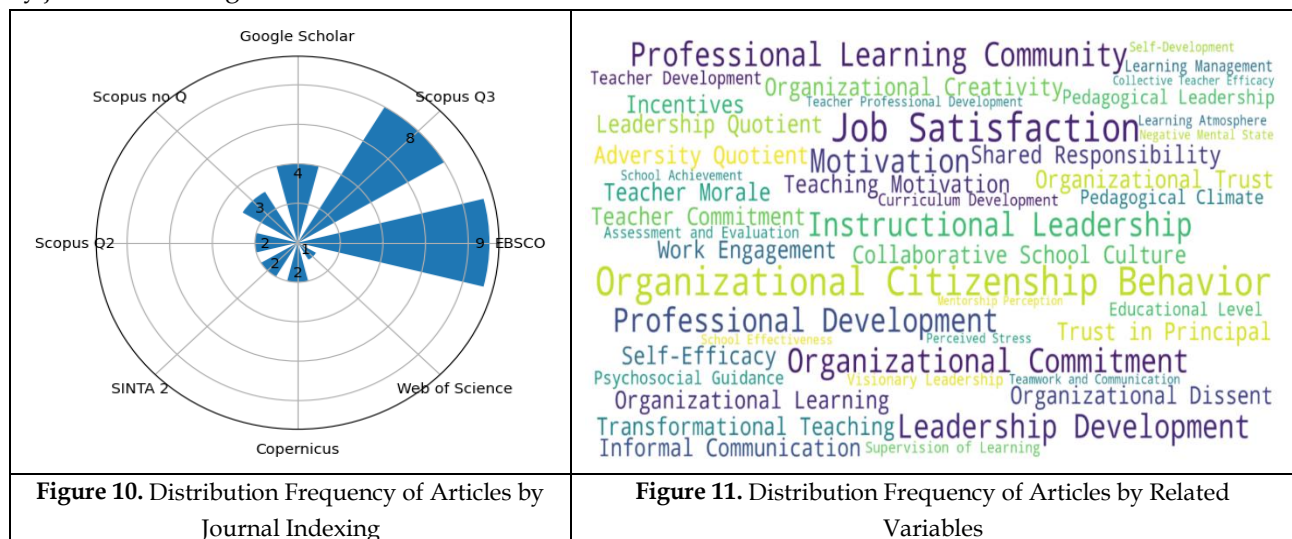 Google Scholar
Scopus no Q
Scopus Q3
8
4
3
Scopus Q2
2
9
EBSCO
1
2
2
SINTA 2
Web of Science
Copernicus
Professional Learning Community
Self-Development
Learning Management
Teacher Development
Organizational Creativity
Collective Teacher Efficacy
Incentives
Teacher Professional Development
Pedagogical Leadership
Leadership Quotient
Job Satisfaction
Learning Atmosphere
Negative Mental State
Adversity Quotient
Motivation
Shared Responsibility
School Achievement
Teacher Morale
Teaching Motivation
Organizational Trust
Curriculum Development
Pedagogical Climate
Teacher Commitment
Instructional Leadership
Assessment and Evaluation
Work Engagement
Collaborative School Culture
Organizational Citizenship Behavior
Mentorship Perception
Educational Level
Professional Development
Trust in Principal
School Effectiveness
Perceived Stress
Self-Efficacy
Organizational Commitment
Psychosocial Guidance
Visionary Leadership
Teamwork and Communication
Organizational Learning
Organizational Dissent
Transformational Teaching
Leadership Development
Informal Communication
Supervision of Learning
Figure 10. Distribution Frequency of Articles by
Journal Indexing
Figure 11. Distribution Frequency of Articles by Related
Variables